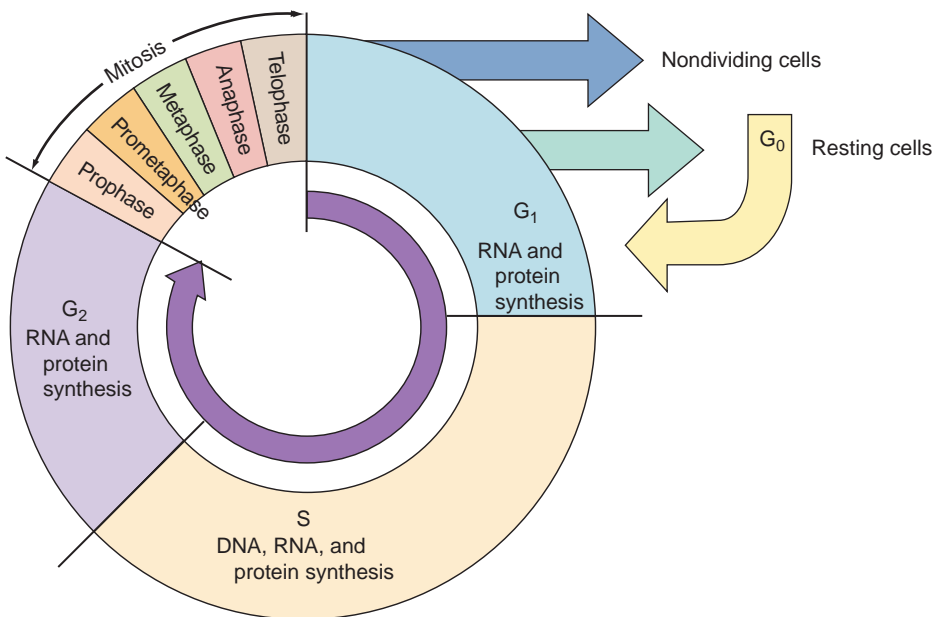 Mitosis
Prophase
Prometaphase
Metaphase
Anaphase
Telophase
Nondividing cells
G₀
Resting cells
G₁
RNA and
protein
synthesis
G₂
RNA and
protein
synthesis
S
DNA, RNA, and
protein synthesis